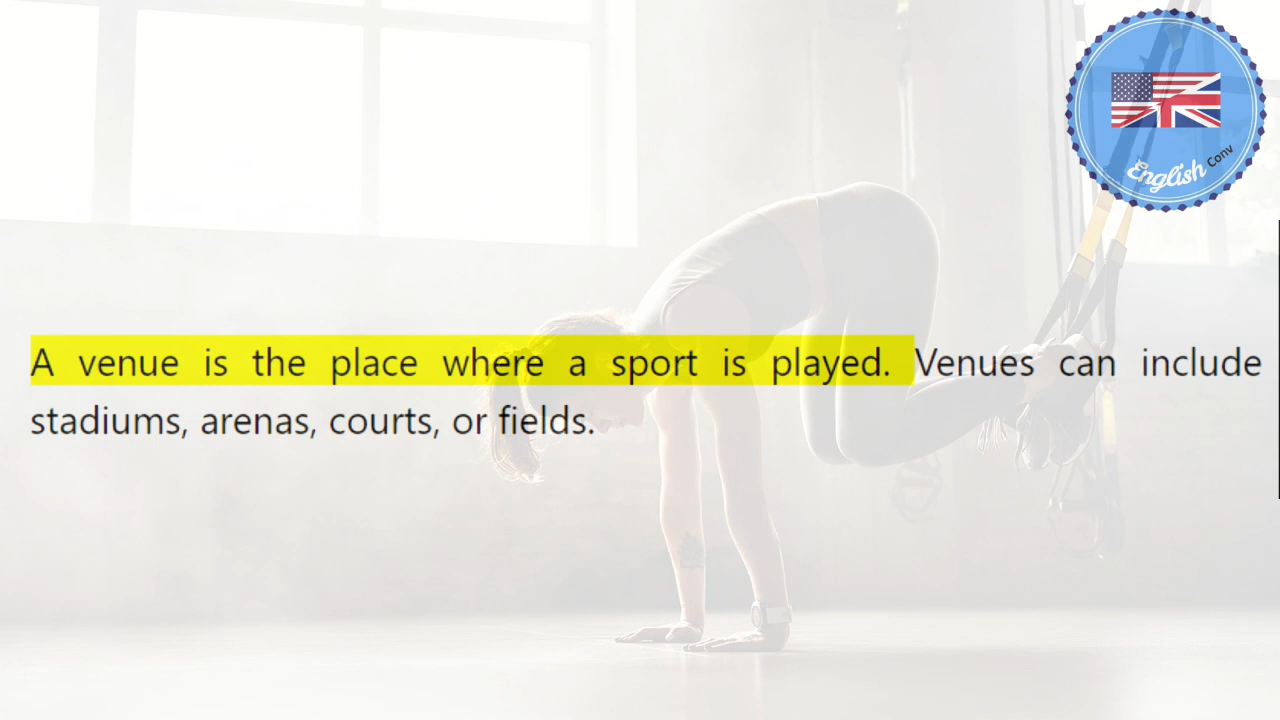 English Conv
A venue is the place where a sport is played. Venues can include
stadiums, arenas, courts, or fields.